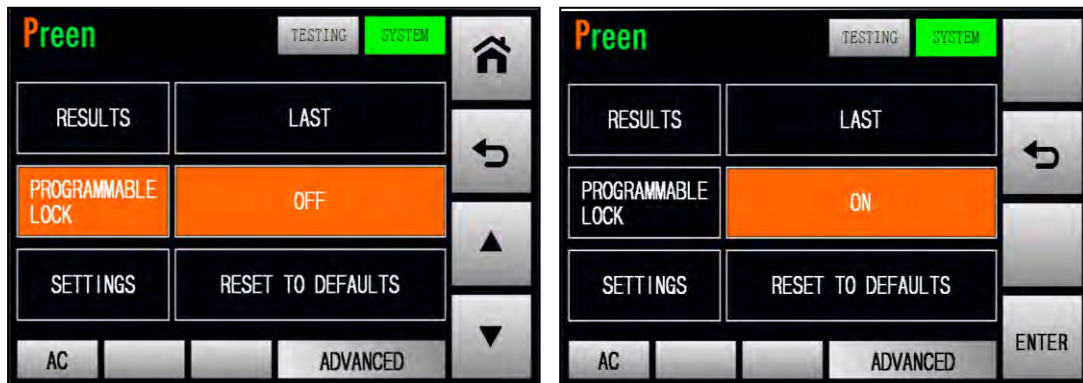 Preen TESTING SYSTEM
RESULTS LAST
PROGRAMMABLE
LOCK OFF
SETTINGS RESET TO DEFAULTS
AC ADVANCED
Preen TESTING SYSTEM
RESULTS LAST
PROGRAMMABLE
LOCK ON
SETTINGS RESET TO DEFAULTS
AC ADVANCED ENTER